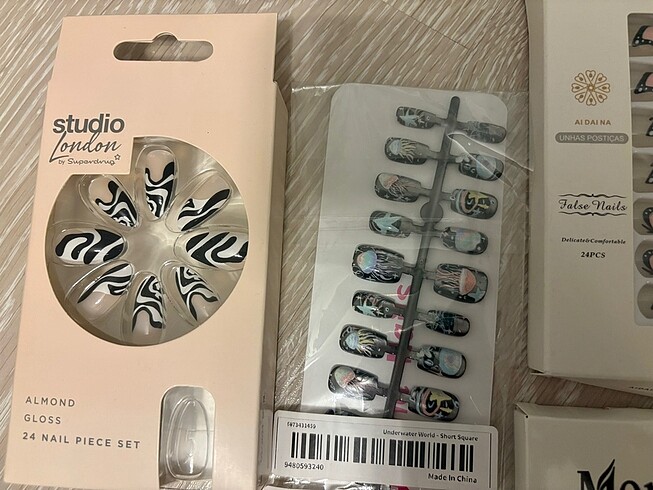 studio
London
by Superdrug
ALMOND
GLOSS
24 NAIL PIECE SET
Underwater World - Short Square
9480593240
Made In China
AI DAI NA
UNHAS POSTIÇAS
False Nails
Delicate&Comfortable
24PCS